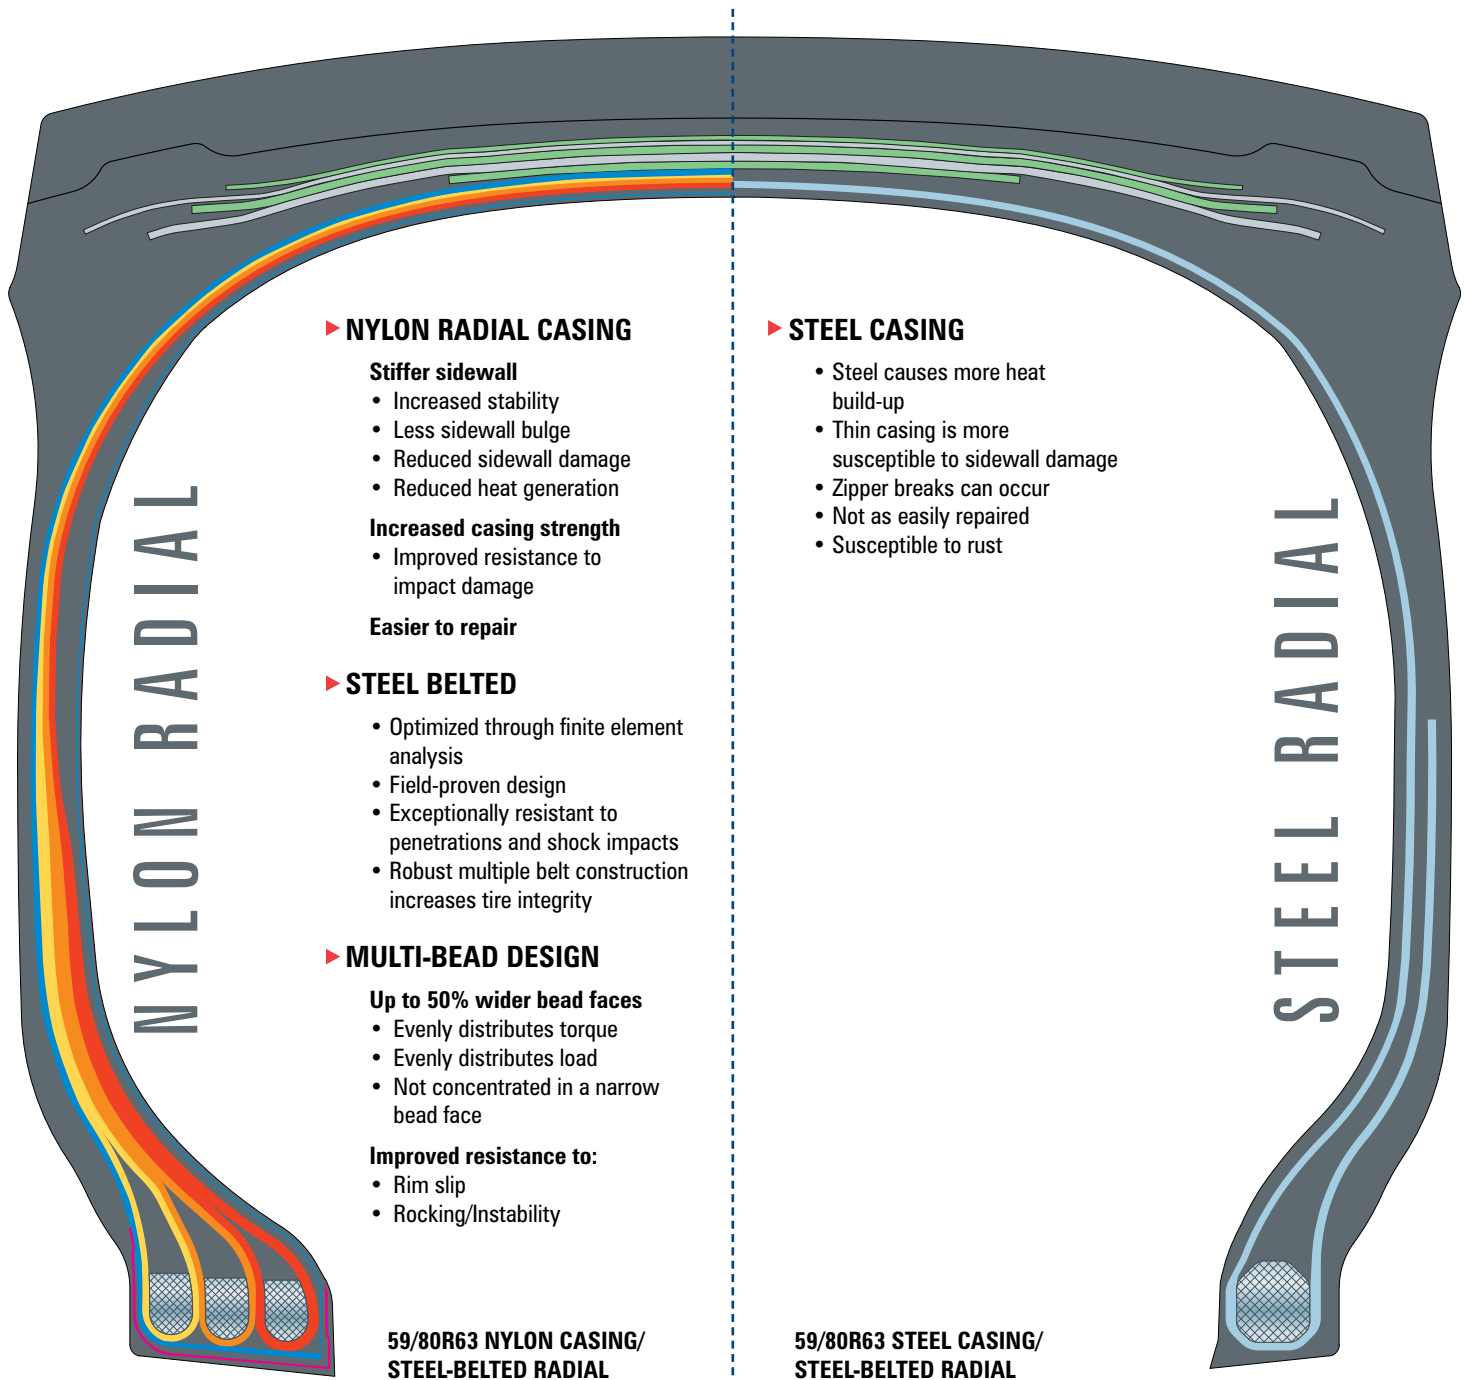 NYLON RADIAL CASING
Stiffer sidewall
• Increased stability
• Less sidewall bulge
• Reduced sidewall damage
• Reduced heat generation
Increased casing strength
• Improved resistance to
impact damage
Easier to repair
STEEL BELTED
• Optimized through finite element
analysis
• Field-proven design
• Exceptionally resistant to
penetrations and shock impacts
• Robust multiple belt construction
increases tire integrity
MULTI-BEAD DESIGN
Up to 50% wider bead faces
• Evenly distributes torque
• Evenly distributes load
• Not concentrated in a narrow
bead face
Improved resistance to:
• Rim slip
• Rocking/Instability
59/80R63 NYLON CASING/
STEEL-BELTED RADIAL
NYLON RADIAL
STEEL CASING
• Steel causes more heat
build-up
• Thin casing is more
susceptible to sidewall damage
• Zipper breaks can occur
• Not as easily repaired
• Susceptible to rust
59/80R63 STEEL CASING/
STEEL-BELTED RADIAL
STEEL RADIAL